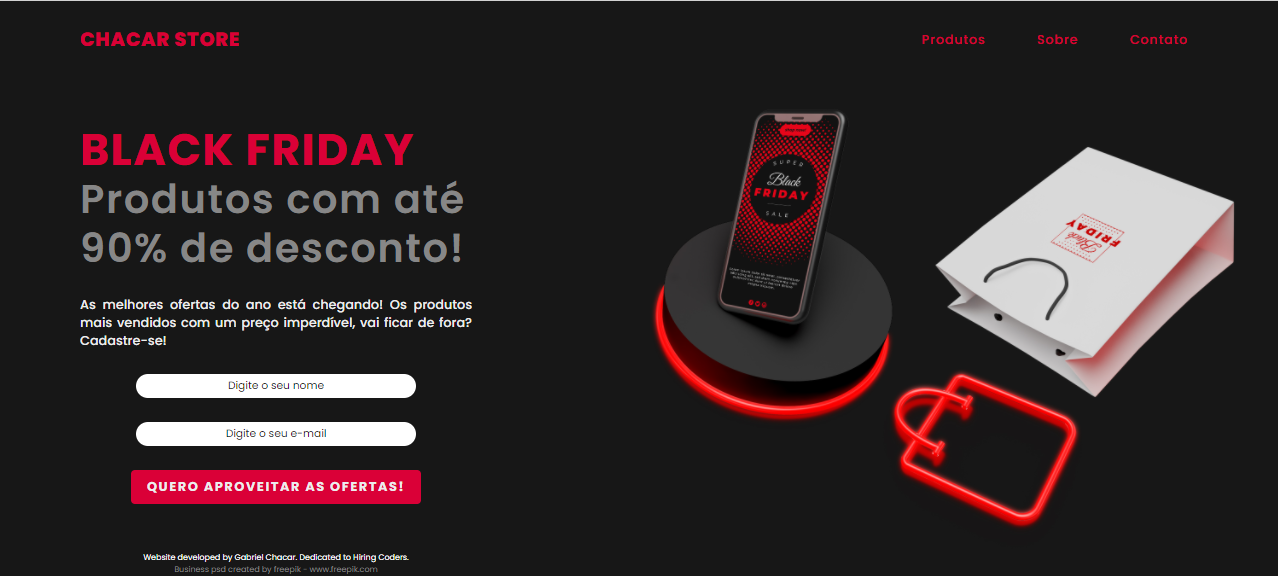 CHACAR STORE
Produtos
Sobre
Contato
BLACK FRIDAY
Produtos com até
90% de desconto!
As melhores ofertas do ano está chegando! Os produtos
mais vendidos com um preço imperdível, vai ficar de fora?
Cadastre-se!
Digite o seu nome
Digite o seu e-mail
QUERO APROVEITAR AS OFERTAS!
Website developed by Gabriel Chacar. Dedicated to Hiring Coders.
Business psd created by freepik - www.freepik.com
SUPER
Black
FRIDAY
SALE
Black
FRIDAY